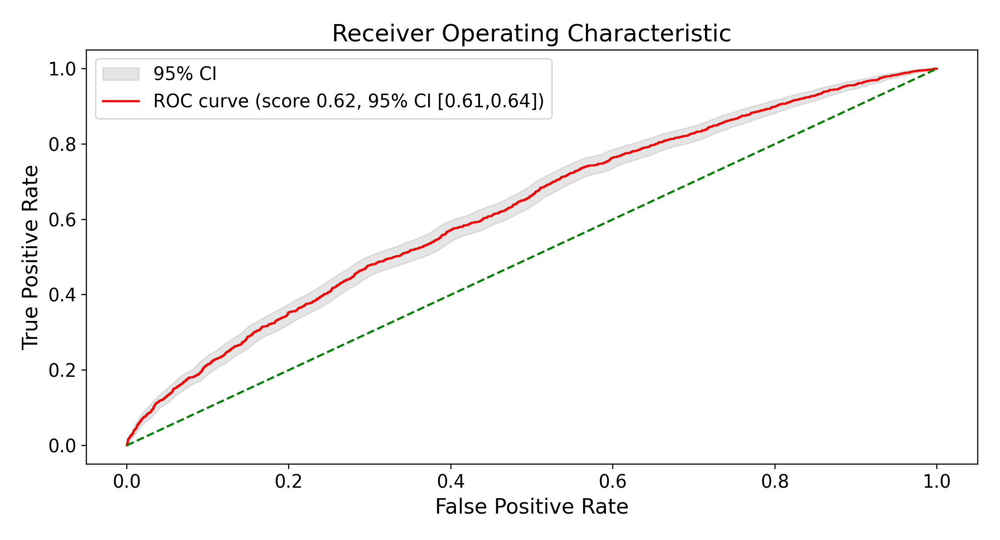 Receiver Operating Characteristic
95% CI
ROC curve (score 0.62, 95% CI [0.61,0.64])
True Positive Rate
1.0
0.8
0.6
0.4
0.2
0.0
0.0 0.2 0.4 0.6 0.8 1.0
False Positive Rate